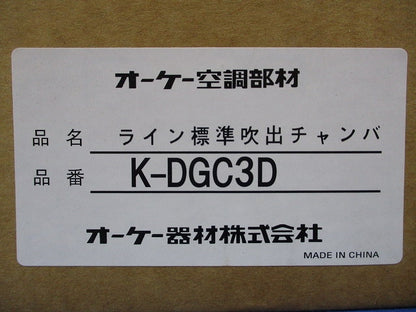 オーケー空調部材
品名 ライン標準吹出チャンバ
品番 K-DGC3D
オーケー器材株式会社
MADE IN CHINA